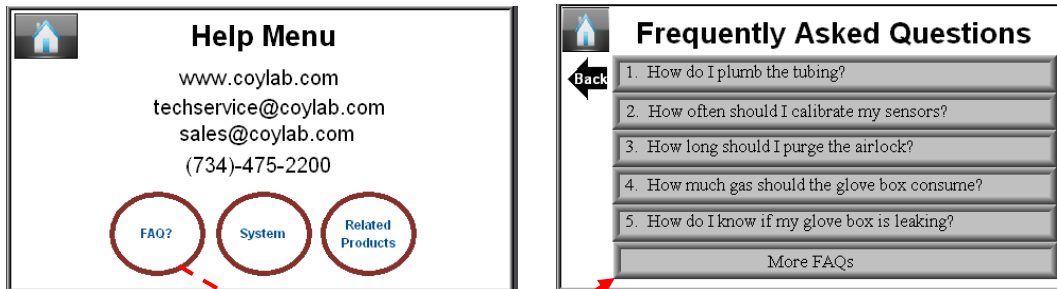 Help Menu
www.coylab.com
techservice@coylab.com
sales@coylab.com
(734)-475-2200
FAQ?
System
Related
Products
Frequently Asked Questions
Back
1. How do I plumb the tubing?
2. How often should I calibrate my sensors?
3. How long should I purge the airlock?
4. How much gas should the glove box consume?
5. How do I know if my glove box is leaking?
More FAQs